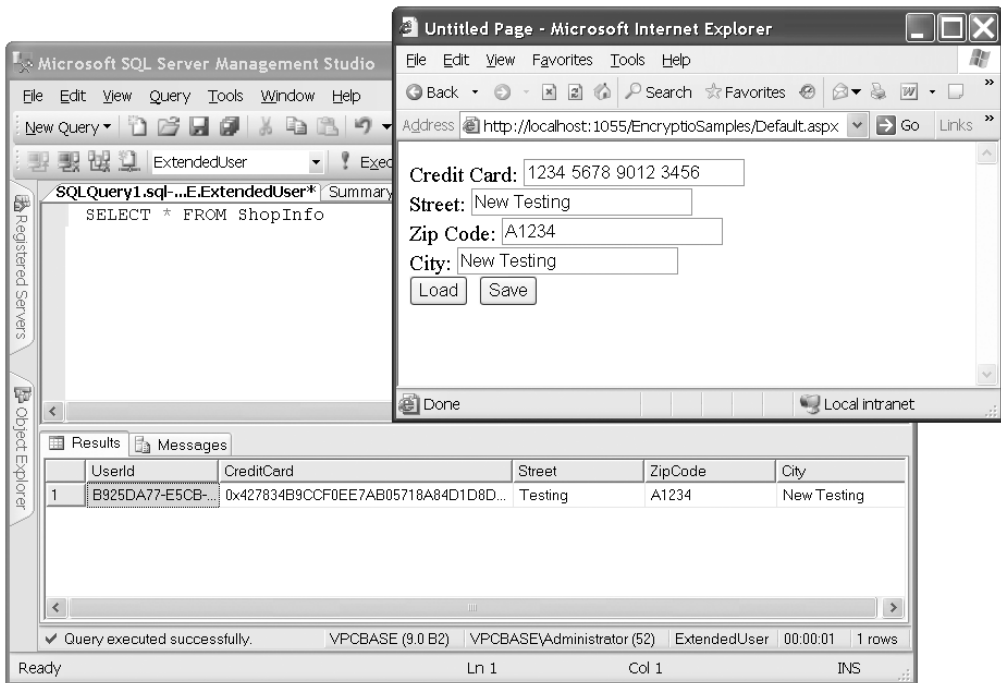 Untitled Page - Microsoft Internet Explorer
File Edit View Favorites Tools Help
Back Search Favorites »
Address http://localhost:1055/EncryptioSamples/Default.aspx Go Links »
Credit Card: 1234 5678 9012 3456
Street: New Testing
Zip Code: A1234
City: New Testing
Load Save
Done Local intranet
Microsoft SQL Server Management Studio
File Edit View Query Tools Window Help
New Query
ExtendedUser ! Exec
SQLQuery1.sql-...E.ExtendedUser* Summary
SELECT * FROM ShopInfo
Registered Servers
Object Explorer
Results Messages
UserId CreditCard Street ZipCode City
1 B925DA77-E5CB-... 0x427834B9CCF0EE7AB05718A84D1D8D... Testing A1234 New Testing
Query executed successfully. VPCBASE (9.0 B2) VPCBASE\Administrator (52) ExtendedUser 00:00:01 1 rows
Ready Ln 1 Col 1 INS